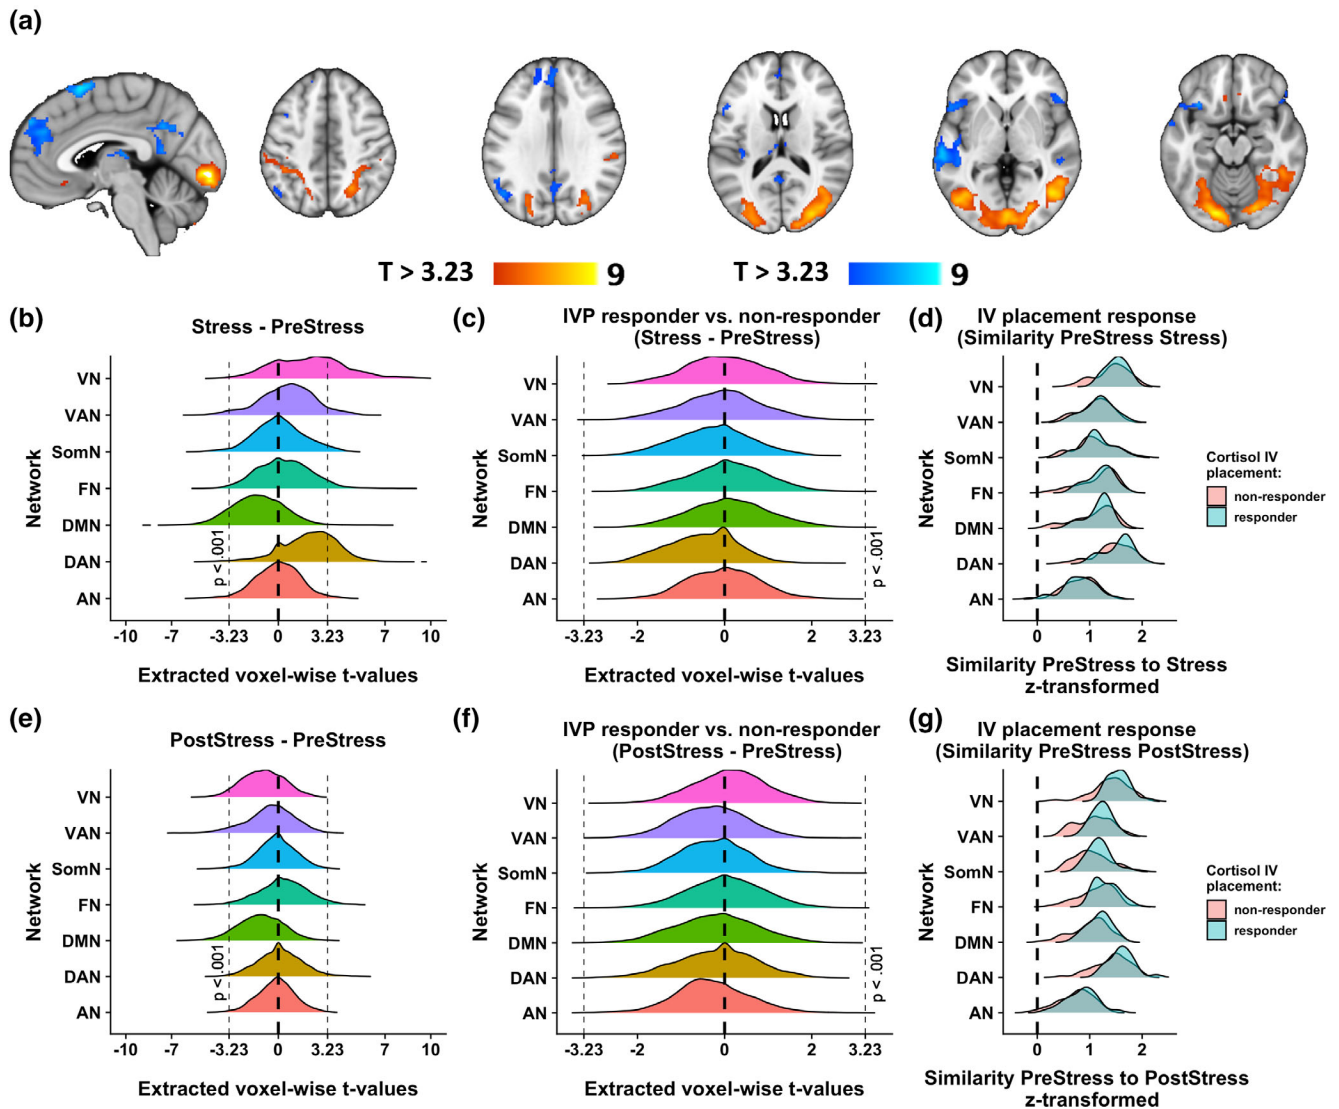 (a)
T > 3.23 9 T > 3.23 9
(b) Stress - PreStress
Network
VN
VAN
SomN
FN
DMN
DAN
AN
p < .001
-10 -7 -3.23 0 3.23 7 10
Extracted voxel-wise t-values
(c) IVP responder vs. non-responder
(Stress - PreStress)
Network
VN
VAN
SomN
FN
DMN
DAN
AN
p < .001
-3.23 -2 0 2 3.23
Extracted voxel-wise t-values
(d) IV placement response
(Similarity PreStress Stress)
Network
VN
VAN
SomN
FN
DMN
DAN
AN
0 1 2
Similarity PreStress to Stress
z-transformed
Cortisol IV
placement:
non-responder
responder
(e) PostStress - PreStress
Network
VN
VAN
SomN
FN
DMN
DAN
AN
p < .001
-10 -7 -3.23 0 3.23 7 10
Extracted voxel-wise t-values
(f) IVP responder vs. non-responder
(PostStress - PreStress)
Network
VN
VAN
SomN
FN
DMN
DAN
AN
p < .001
-3.23 -2 0 2 3.23
Extracted voxel-wise t-values
(g) IV placement response
(Similarity PreStress PostStress)
Network
VN
VAN
SomN
FN
DMN
DAN
AN
0 1 2
Similarity PreStress to PostStress
z-transformed
Cortisol IV
placement:
non-responder
responder